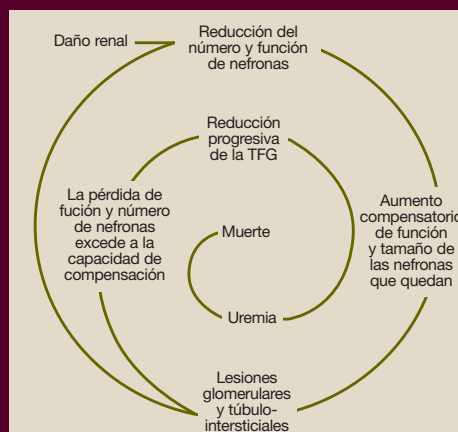 Daño renal
Reducción del
número y función
de nefronas
Reducción
progresiva
de la TFG
La pérdida de
fución y número
de nefronas
excede a la
capacidad de
compensación
Muerte
Aumento
compensatorio
de función
y tamaño de
las nefronas
que quedan
Uremia
Lesiones
glomerulares
y túbulo-
intersticiales